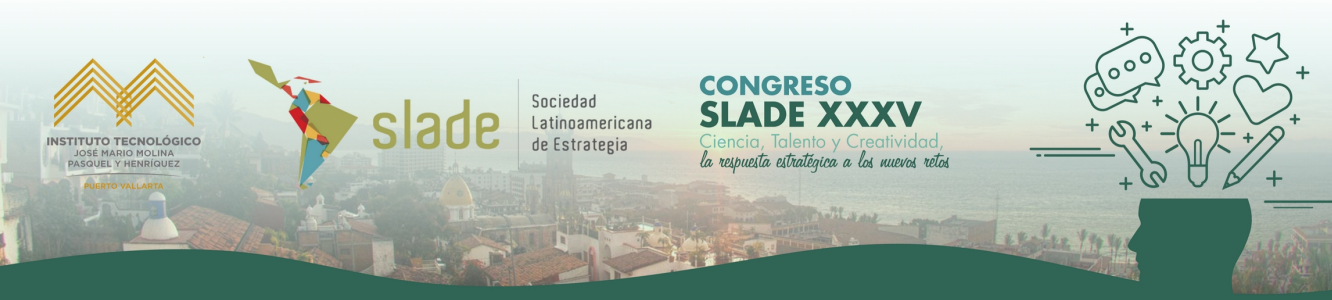 INSTITUTO TECNOLÓGICO
JOSÉ MARIO MOLINA
PASQUEL Y HENRÍQUEZ
PUERTO VALLARTA
slade
Sociedad
Latinoamericana
de Estrategia
CONGRESO
SLADE XXXV
Ciencia, Talento y Creatividad,
la respuesta estratégica a los nuevos retos